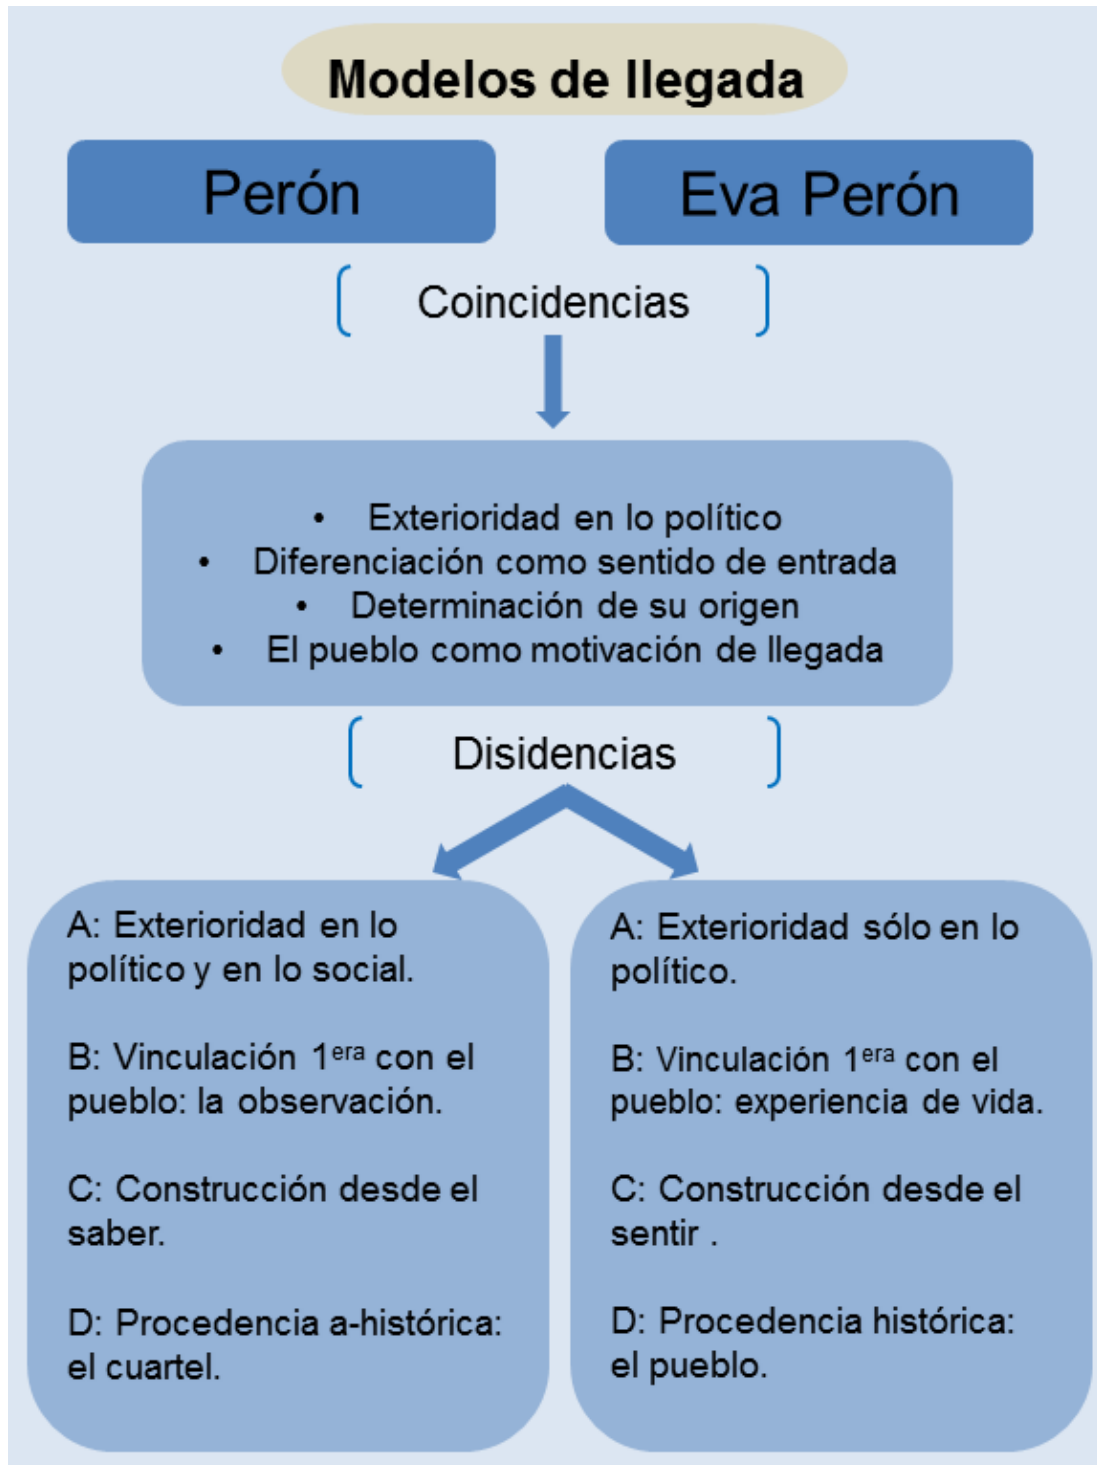 Modelos de llegada
Perón
Eva Perón
Coincidencias
• Exterioridad en lo político
• Diferenciación como sentido de entrada
• Determinación de su origen
• El pueblo como motivación de llegada
Disidencias
A: Exterioridad en lo
político y en lo social.
B: Vinculación 1era con el
pueblo: la observación.
C: Construcción desde el
saber.
D: Procedencia a-histórica:
el cuartel.
A: Exterioridad sólo en lo
político.
B: Vinculación 1era con el
pueblo: experiencia de vida.
C: Construcción desde el
sentir .
D: Procedencia histórica:
el pueblo.